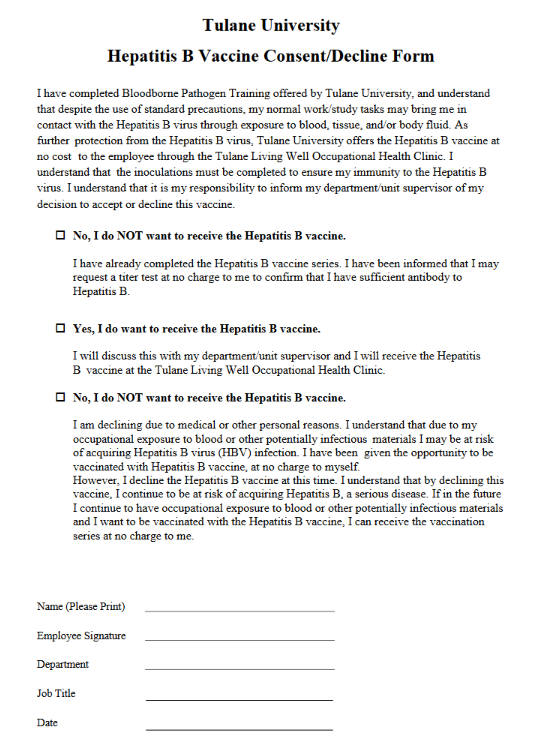 Tulane University
Hepatitis B Vaccine Consent/Decline Form
I have completed Bloodborne Pathogen Training offered by Tulane University, and understand
that despite the use of standard precautions, my normal work/study tasks may bring me in
contact with the Hepatitis B virus through exposure to blood, tissue, and/or body fluid. As
further protection from the Hepatitis B virus, Tulane University offers the Hepatitis B vaccine at
no cost to the employee through the Tulane Living Well Occupational Health Clinic. I
understand that the inoculations must be completed to ensure my immunity to the Hepatitis B
virus. I understand that it is my responsibility to inform my department/unit supervisor of my
decision to accept or decline this vaccine.
☐ No, I do NOT want to receive the Hepatitis B vaccine.
I have already completed the Hepatitis B vaccine series. I have been informed that I may
request a titer test at no charge to me to confirm that I have sufficient antibody to
Hepatitis B.
☐ Yes, I do want to receive the Hepatitis B vaccine.
I will discuss this with my department/unit supervisor and I will receive the Hepatitis
B vaccine at the Tulane Living Well Occupational Health Clinic.
☐ No, I do NOT want to receive the Hepatitis B vaccine.
I am declining due to medical or other personal reasons. I understand that due to my
occupational exposure to blood or other potentially infectious materials I may be at risk
of acquiring Hepatitis B virus (HBV) infection. I have been given the opportunity to be
vaccinated with Hepatitis B vaccine, at no charge to myself.
However, I decline the Hepatitis B vaccine at this time. I understand that by declining this
vaccine, I continue to be at risk of acquiring Hepatitis B, a serious disease. If in the future
I continue to have occupational exposure to blood or other potentially infectious materials
and I want to be vaccinated with the Hepatitis B vaccine, I can receive the vaccination
series at no charge to me.
Name (Please Print)
Employee Signature
Department
Job Title
Date